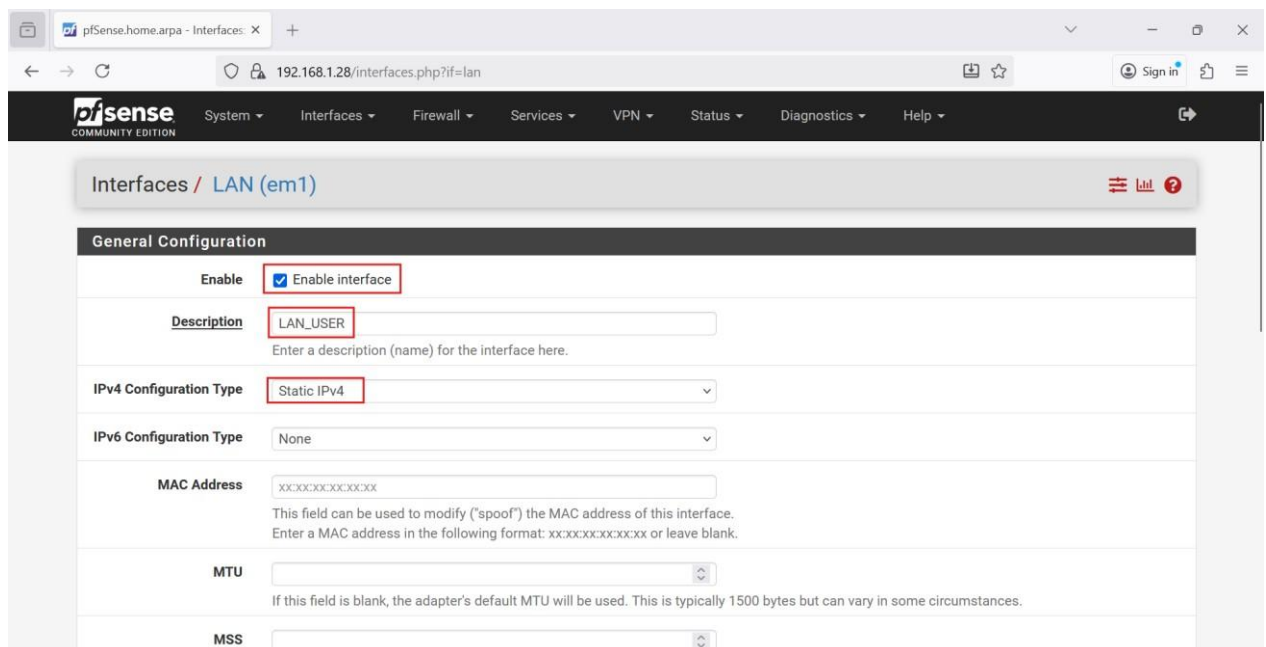 pfSense.home.arpa - Interfaces:
192.168.1.28/interfaces.php?if=lan
Sign in
pfsense
COMMUNITY EDITION
System
Interfaces
Firewall
Services
VPN
Status
Diagnostics
Help
Interfaces / LAN (em1)
General Configuration
Enable
Enable interface
Description
LAN_USER
Enter a description (name) for the interface here.
IPv4 Configuration Type
Static IPv4
IPv6 Configuration Type
None
MAC Address
xx:xx:xx:xx:xx:xx
This field can be used to modify ("spoof") the MAC address of this interface.
Enter a MAC address in the following format: xx:xx:xx:xx:xx:xx or leave blank.
MTU
If this field is blank, the adapter's default MTU will be used. This is typically 1500 bytes but can vary in some circumstances.
MSS